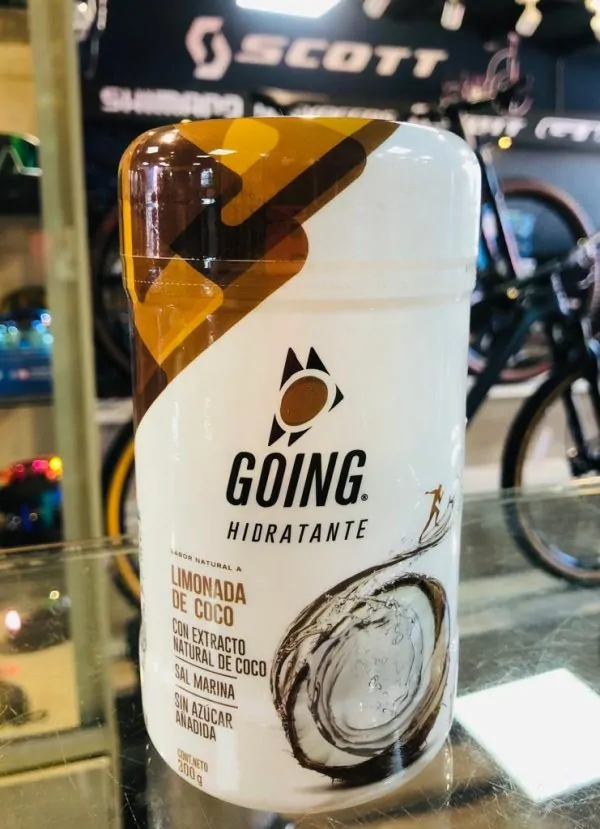 SCOTT
SHIMANO
GOING®
HIDRATANTE
SABOR NATURAL A
LIMONADA
DE COCO
CON EXTRACTO
NATURAL DE COCO
SAL MARINA
SIN AZÚCAR
AÑADIDA
CONT.NETO
300 g